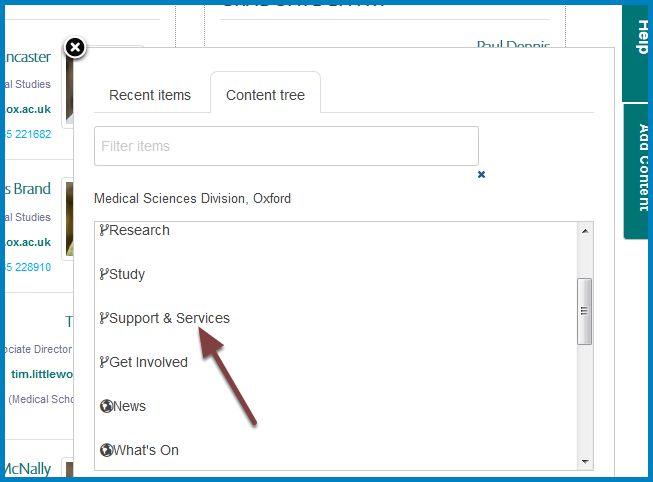 Paul Dennis
ncaster
al Studies
ox.ac.uk
221682
s Brand
al Studies
ox.ac.uk
228910
T
ociate Director
tim.littlewo
(Medical Scho
McNally
Recent items
Content tree
Filter items
Medical Sciences Division, Oxford
Research
Study
Support & Services
Get Involved
News
What's On
Help
Add Content